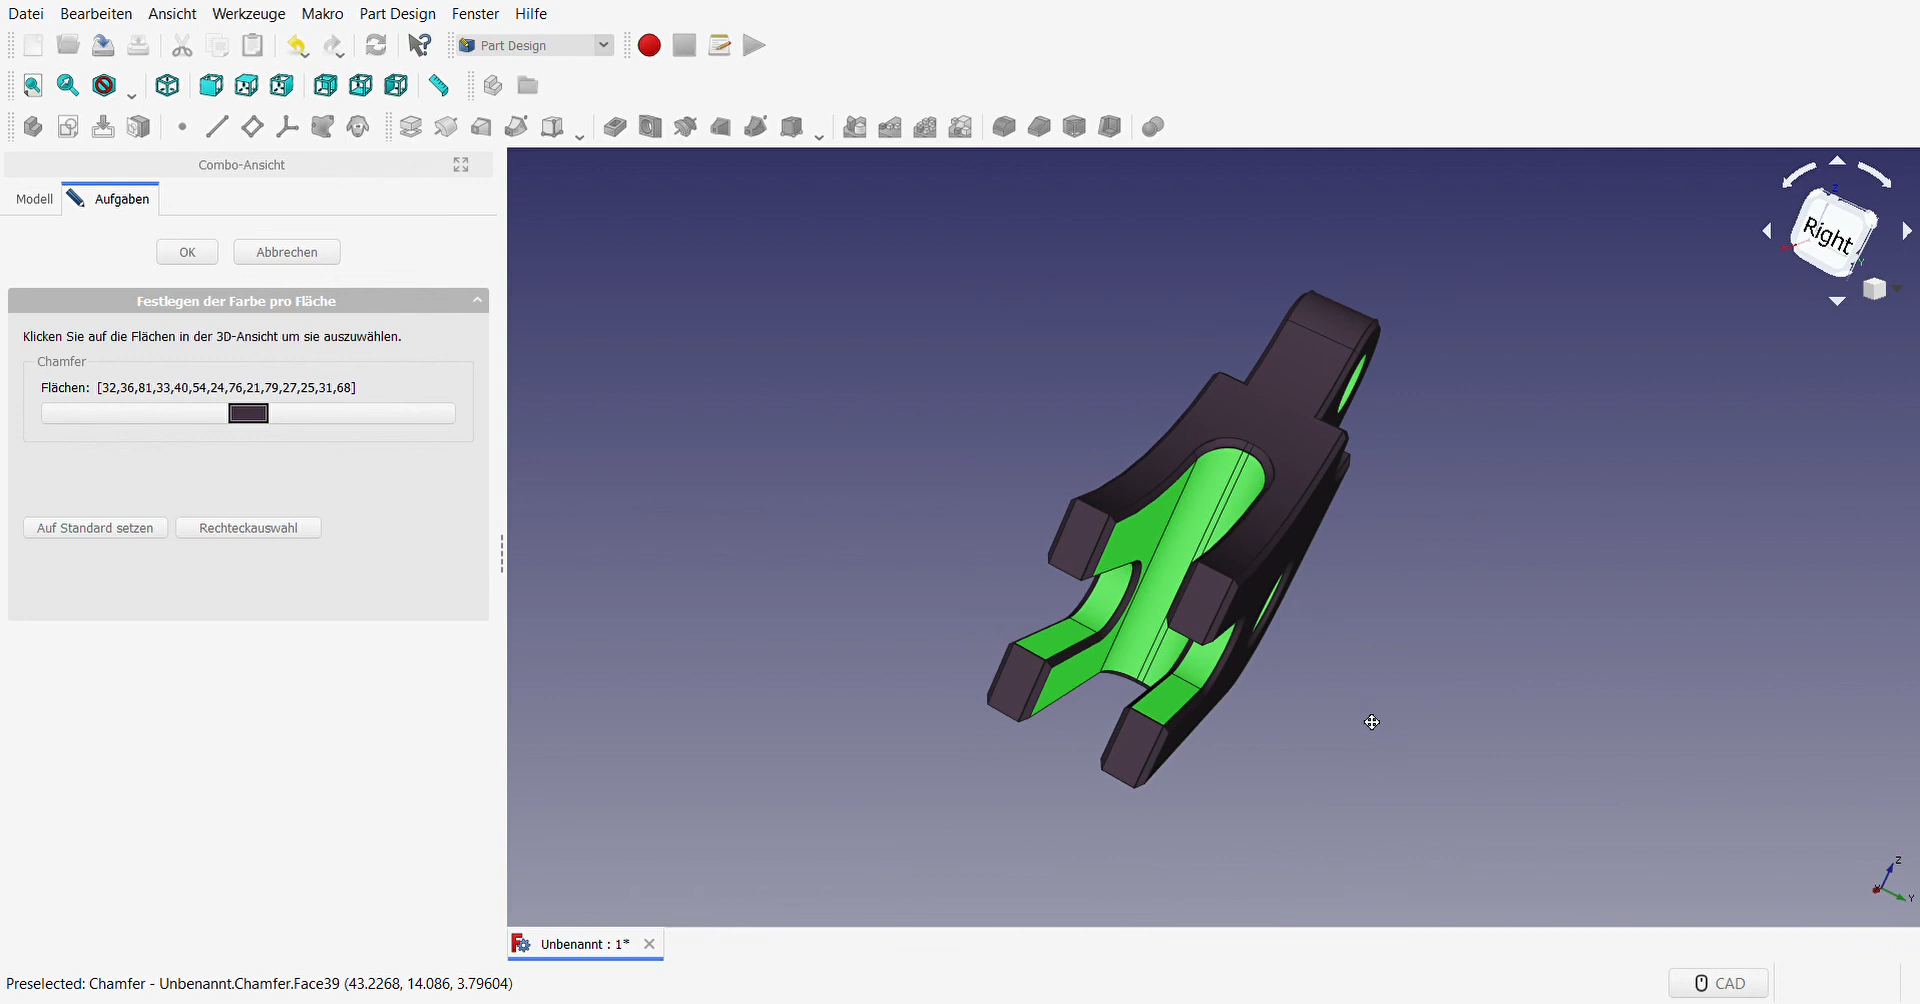 Datei Bearbeiten Ansicht Werkzeuge Makro Part Design Fenster Hilfe
Part Design
Combo-Ansicht
Modell Aufgaben
OK Abbrechen
Festlegen der Farbe pro Fläche
Klicken Sie auf die Flächen in der 3D-Ansicht um sie auszuwählen.
Chamfer
Flächen: [32,36,81,33,40,54,24,76,21,79,27,25,31,68]
Auf Standard setzen Rechteckauswahl
Z
Right
Y
Z
Y
Unbenannt : 1*
Preselected: Chamfer - Unbenannt.Chamfer.Face39 (43.2268, 14.086, 3.79604)
CAD